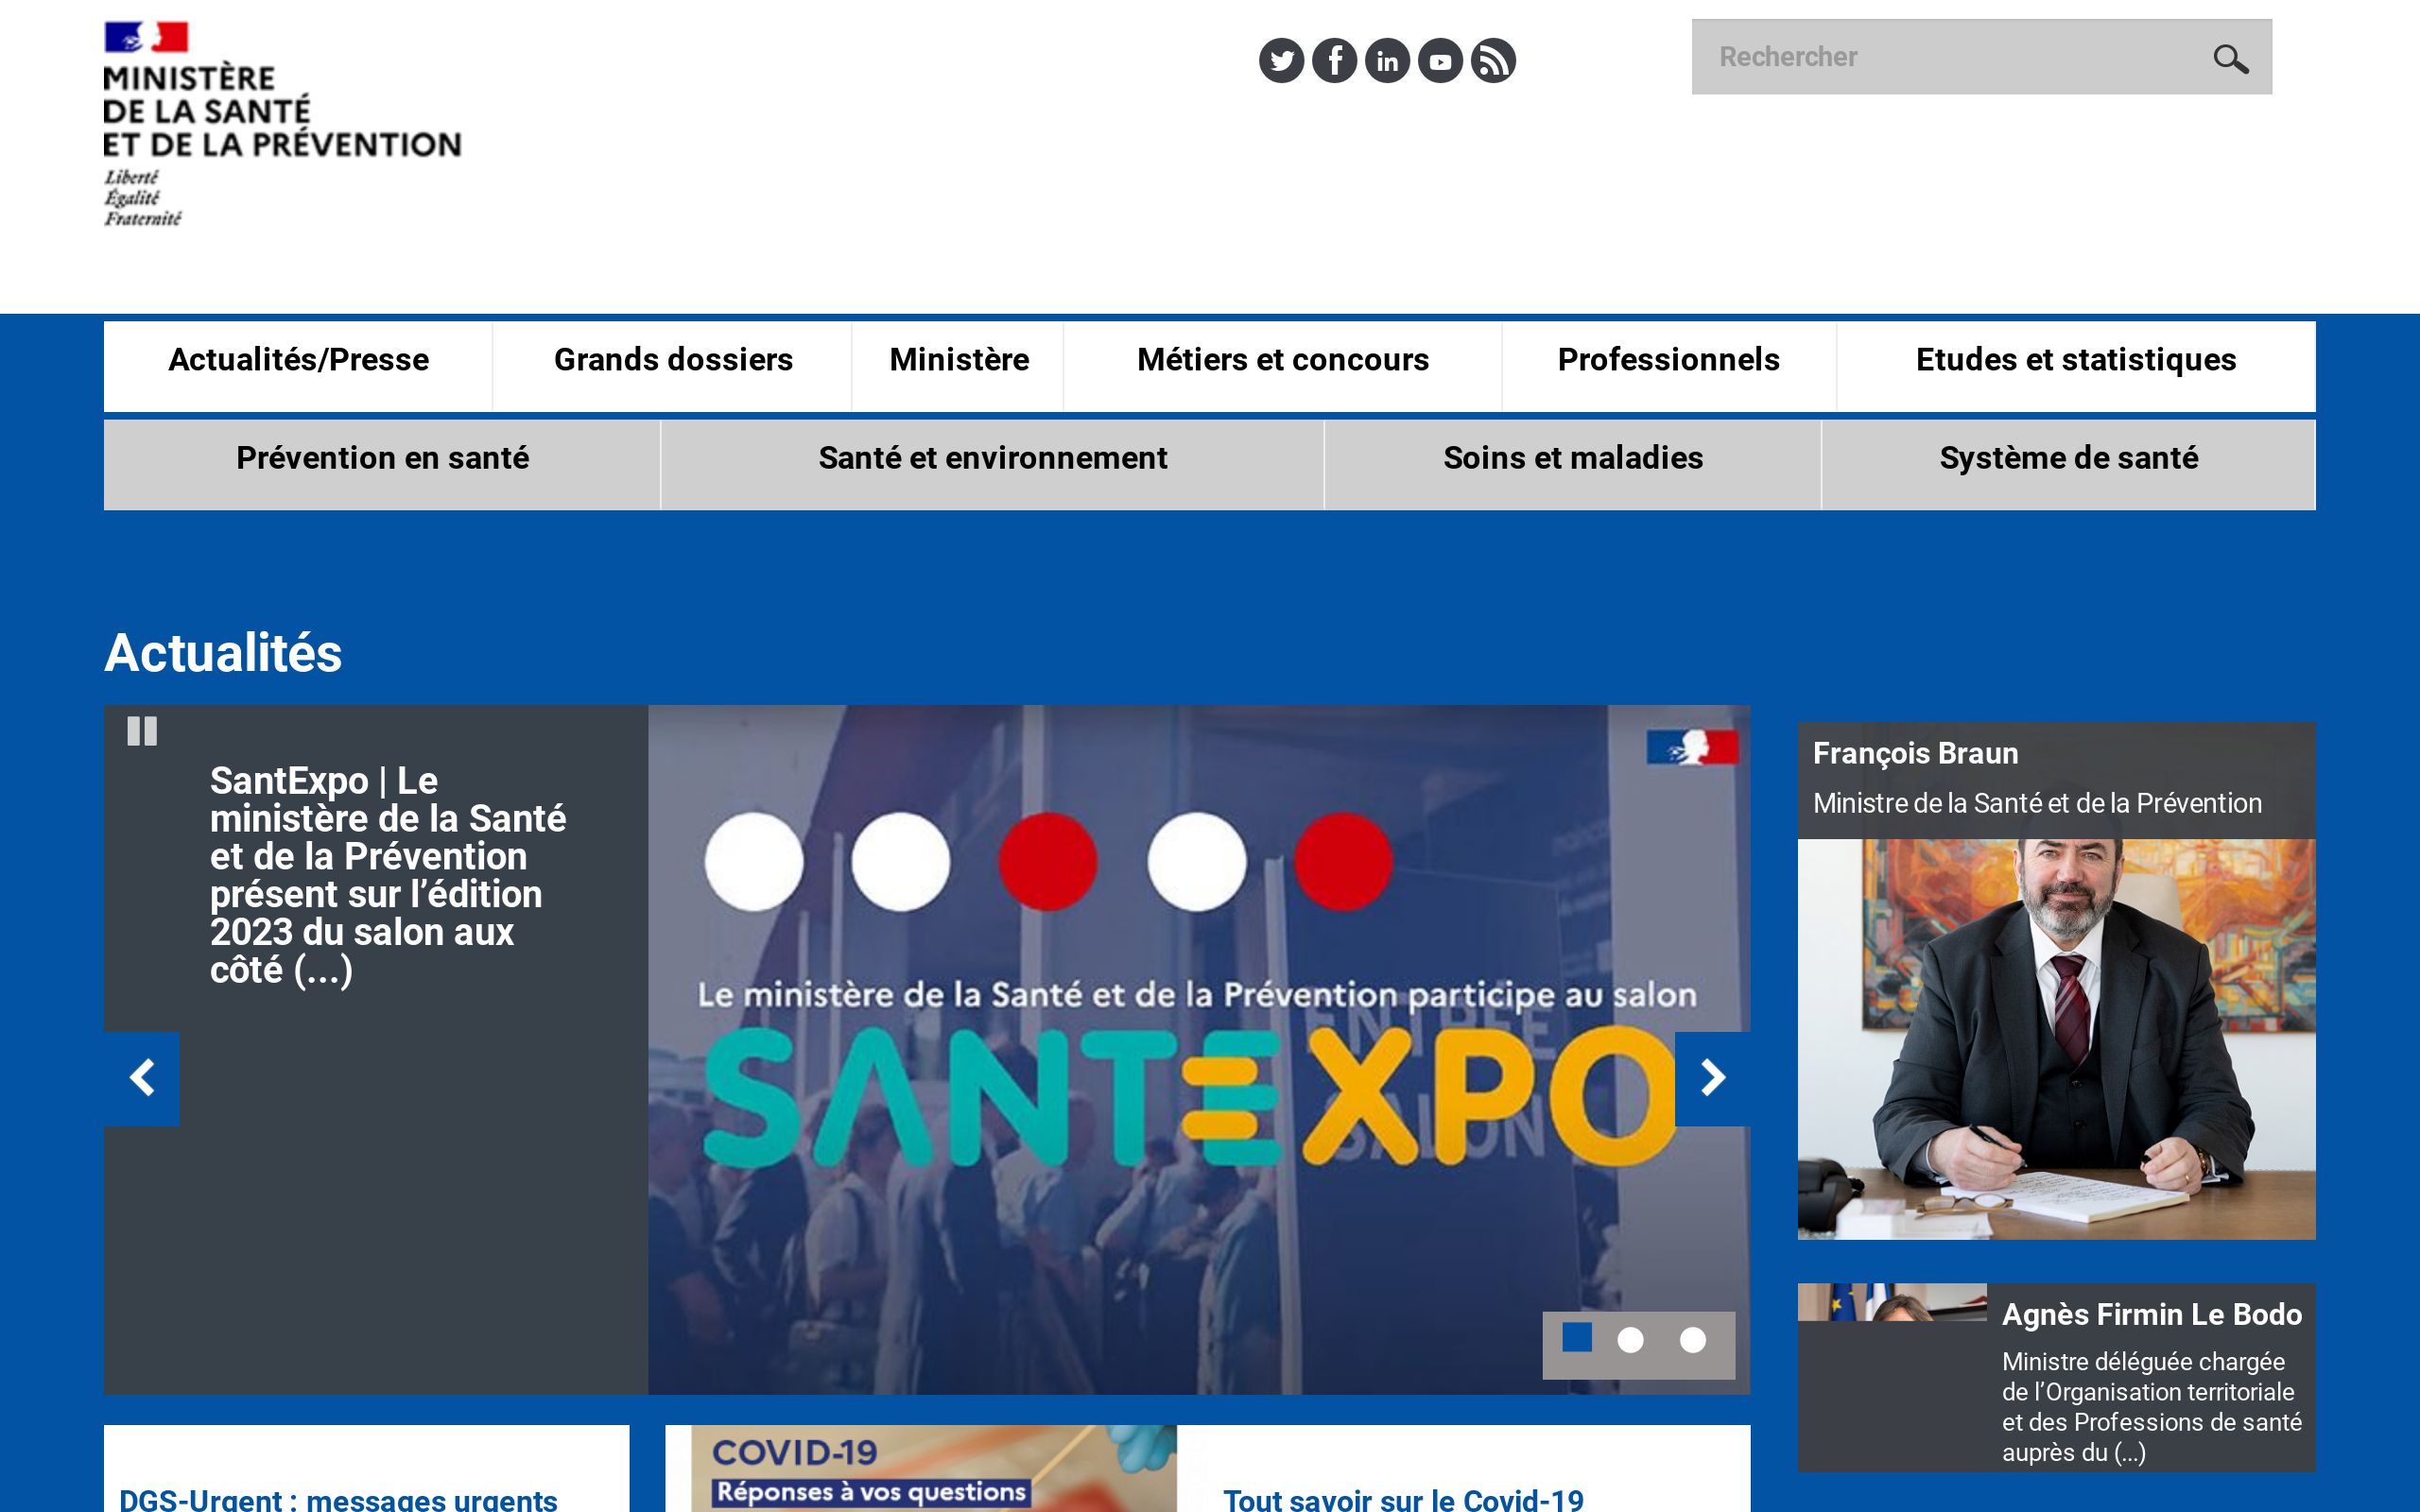 MINISTÈRE
DE LA SANTÉ
ET DE LA PRÉVENTION
Liberté
Égalité
Fraternité
Rechercher
Actualités/Presse
Grands dossiers
Ministère
Métiers et concours
Professionnels
Etudes et statistiques
Prévention en santé
Santé et environnement
Soins et maladies
Système de santé
Actualités
SantExpo | Le
ministère de la Santé
et de la Prévention
présent sur l’édition
2023 du salon aux
côté (...)
Le ministère de la Santé et de la Prévention participe au salon
SANTEXPO
ENTRÉE
SALON
François Braun
Ministre de la Santé et de la Prévention
Agnès Firmin Le Bodo
Ministre déléguée chargée
de l’Organisation territoriale
et des Professions de santé
auprès du (...)
DGS-Urgent : messages urgents
COVID-19
Réponses à vos questions
Tout savoir sur le Covid-19